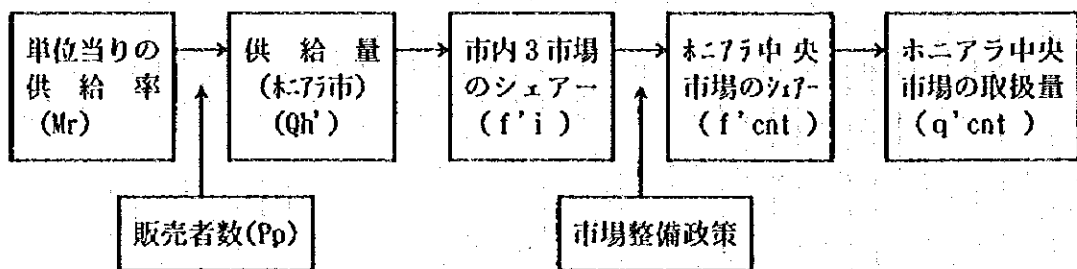 単位当りの
供給率
(Mr)
供給量
(ホニアラ市)
(Qh')
市内3市場
のシェアー
(f'i)
ホニアラ中央
市場のシェアー
(f'cnt)
ホニアラ中央
市場の取扱量
(q'cnt)
販売者数(Pp)
市場整備政策